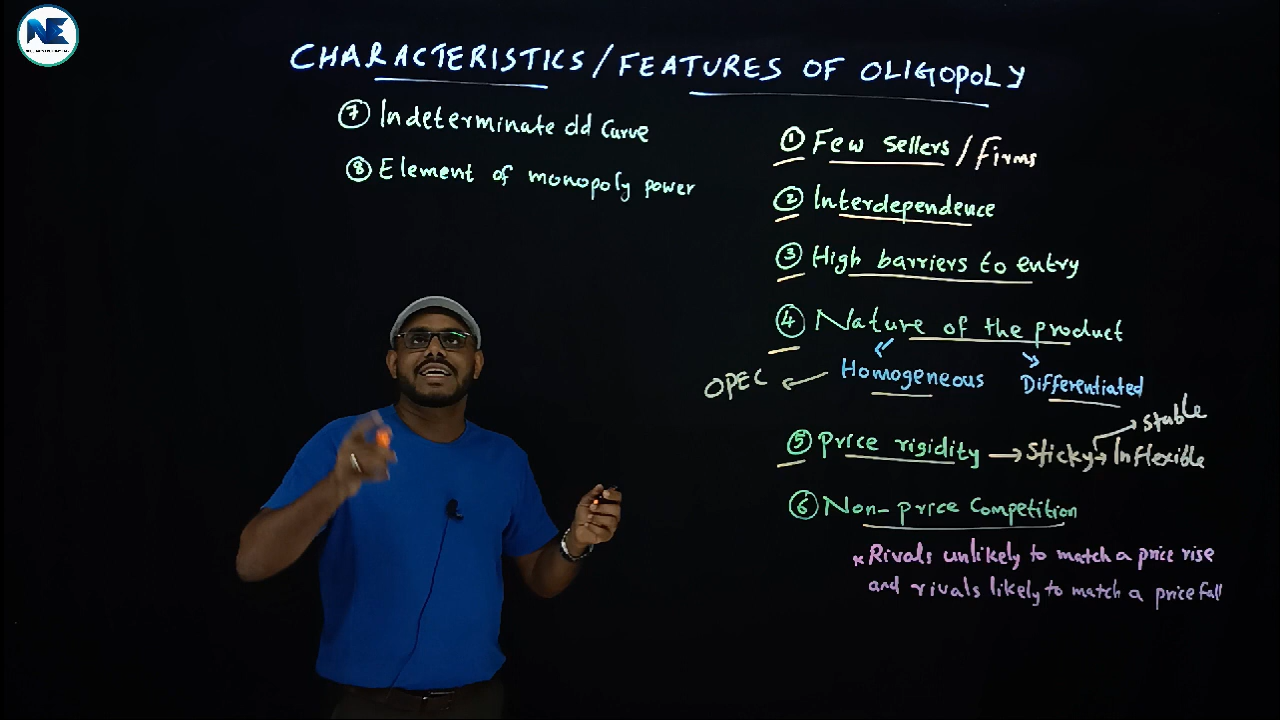 NE
CHARACTERISTICS/FEATURES OF OLIGOPOLY
7 Indeterminate dd Curve
8 Element of monopoly power
1 Few sellers/Firms
2 Interdependence
3 High barriers to entry
4 Nature of the product
Homogeneous Differentiated
OPEC
5 Price rigidity → Sticky → Inflexible
Stable
6 Non-price Competition
* Rivals unlikely to match a price rise
and rivals likely to match a price fall